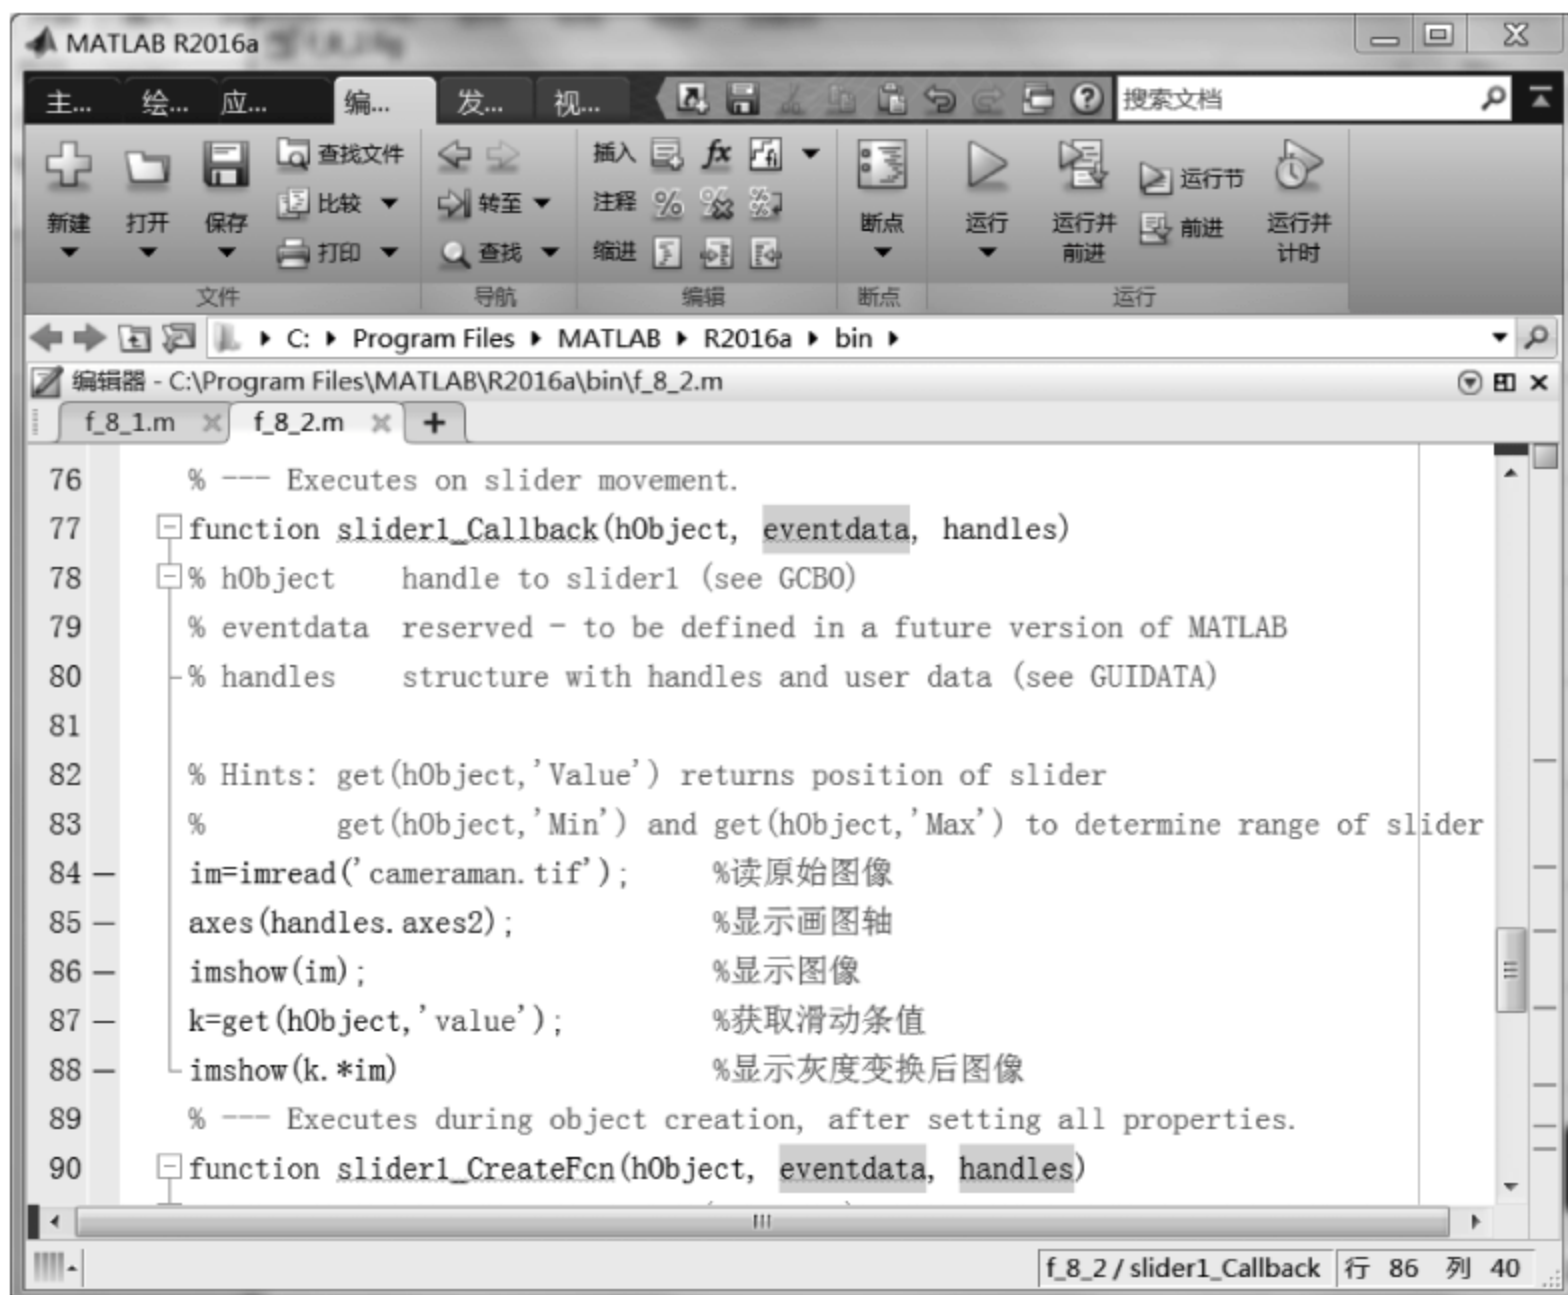 MATLAB R2016a
主... 绘... 应... 编... 发... 视... 搜索文档
查找文件 插入 fx
新建 打开 保存 比较 转至 注释 断点 运行 运行并前进 运行节 前进 运行并计时
打印 查找 缩进
文件 导航 编辑 断点 运行
C: Program Files MATLAB R2016a bin
编辑器 - C:\Program Files\MATLAB\R2016a\bin\f_8_2.m
f_8_1.m f_8_2.m
76 % --- Executes on slider movement.
77 function slider1_Callback(hObject, eventdata, handles)
78 % hObject    handle to slider1 (see GCBO)
79 % eventdata  reserved - to be defined in a future version of MATLAB
80 % handles    structure with handles and user data (see GUIDATA)
81
82 % Hints: get(hObject,'Value') returns position of slider
83 %        get(hObject,'Min') and get(hObject,'Max') to determine range of slider
84 — im=imread('cameraman.tif');     %读原始图像
85 — axes(handles.axes2);            %显示画图轴
86 — imshow(im);                     %显示图像
87 — k=get(hObject,'value');         %获取滑动条值
88 — imshow(k.*im)                   %显示灰度变换后图像
89 % --- Executes during object creation, after setting all properties.
90 function slider1_CreateFcn(hObject, eventdata, handles)
f_8_2 / slider1_Callback 行 86 列 40